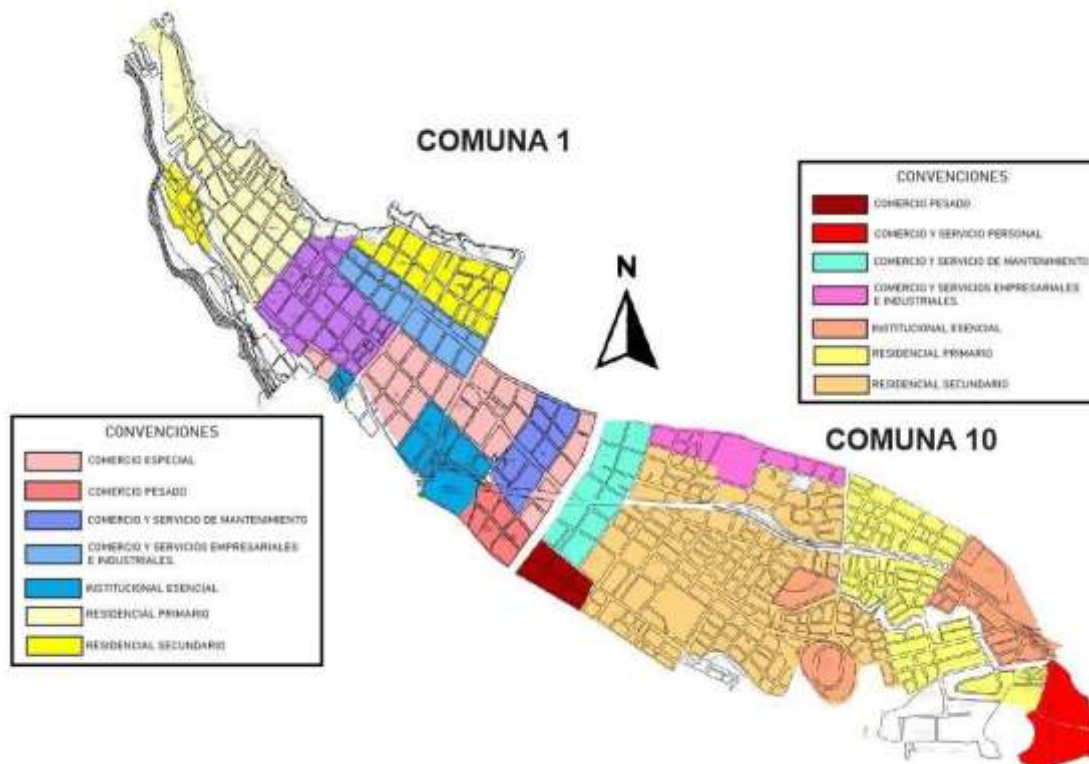 COMUNA 1
N
CONVENCIONES
COMERCIO PESADO
COMERCIO Y SERVICIO PERSONAL
COMERCIO Y SERVICIO DE MANTENIMIENTO
COMERCIO Y SERVICIOS EMPRESARIALES
E INDUSTRIALES.
INSTITUCIONAL ESENCIAL
RESIDENCIAL PRIMARIO
RESIDENCIAL SECUNDARIO
COMUNA 10
CONVENCIONES
COMERCIO ESPECIAL
COMERCIO PESADO
COMERCIO Y SERVICIO DE MANTENIMIENTO
COMERCIO Y SERVICIOS EMPRESARIALES
E INDUSTRIALES.
INSTITUCIONAL ESENCIAL
RESIDENCIAL PRIMARIO
RESIDENCIAL SECUNDARIO